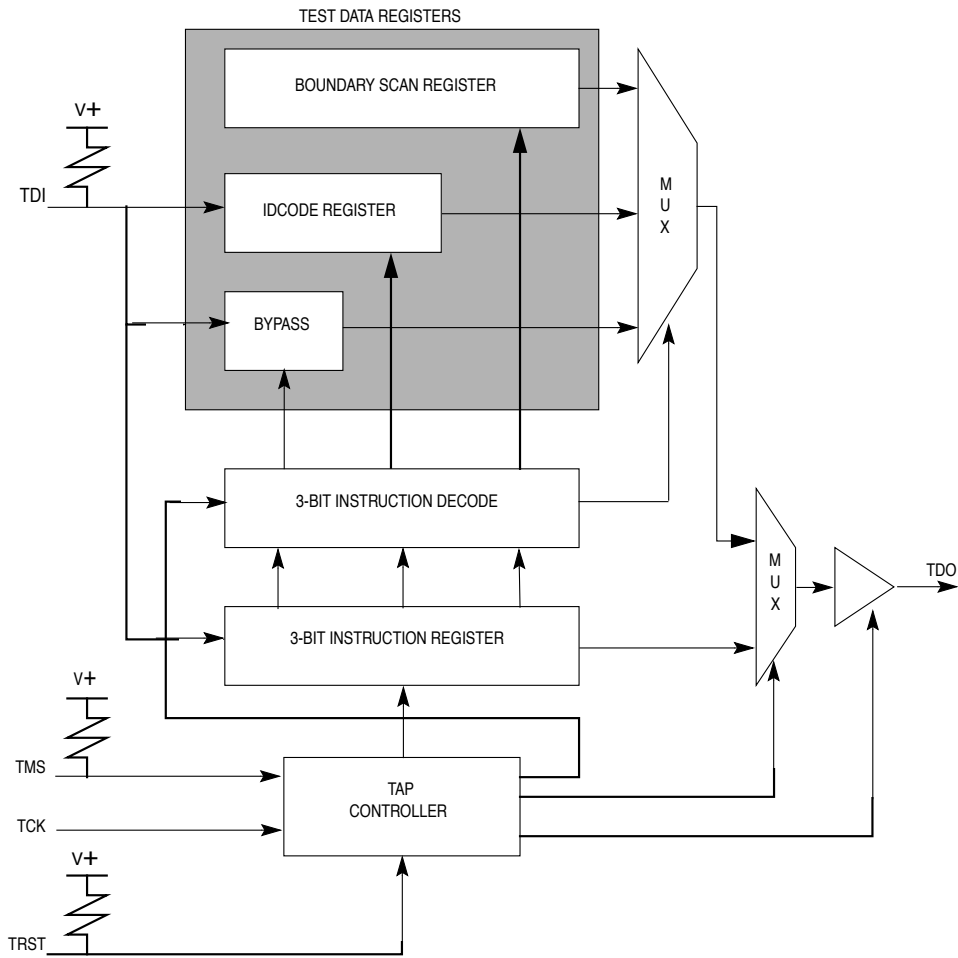 TEST DATA REGISTERS
BOUNDARY SCAN REGISTER
V+
TDI
IDCODE REGISTER
M
U
X
BYPASS
3-BIT INSTRUCTION DECODE
M
U
X
TDO
3-BIT INSTRUCTION REGISTER
V+
TMS
TAP
CONTROLLER
TCK
V+
TRST